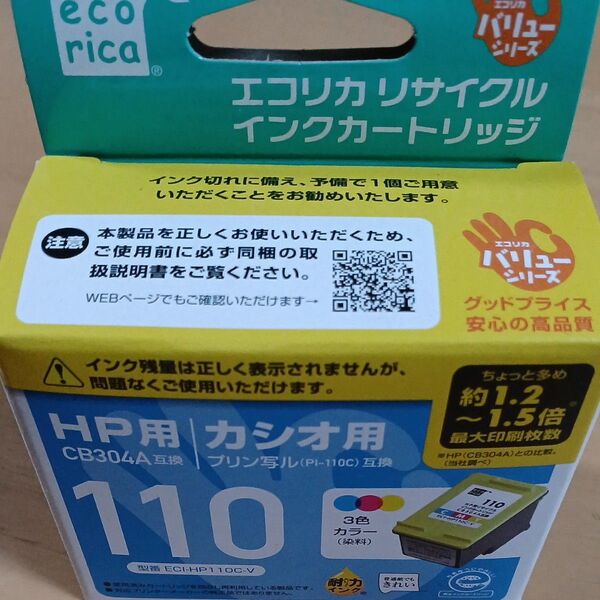 eco
rica®
エコリカ
バリュー
シリーズ
エコリカ リサイクル
インクカートリッジ
インク切れに備え、予備で1個ご用意
いただくことをお勧めいたします。
注意
本製品を正しくお使いいただくため、
ご使用前に必ず同梱の取
扱説明書をご覧ください。
WEBページでもご確認いただけます→
エコリカ
バリュー
シリーズ
グッドプライス
安心の高品質
インク残量は正しく表示されませんが、
問題なくご使用いただけます。
ちょっと多め
約1.2
～1.5倍※
最大印刷枚数
※HP(CB304A)との比較。
(当社調べ)
HP用
CB304A互換
カシオ用
プリン写ル(PI-110C)互換
110
3色
カラー
(染料)
型番 ECI-HP110C-V
110
C M
ECI-HP110C-V
耐力
インク
普通紙でも
きれい